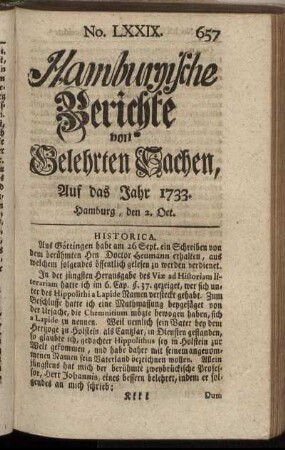 No. LXXIX. 657
Hamburgische
Berichte
von
Gelehrten Sachen,
Auf das Jahr 1733.
Hamburg, den 2. Oct.
HISTORICA.
Aus Göttingen habe am 26 Sept. ein Schreiben von
dem berühmten Hrn Doctor Heumann erhalten, aus
welchem folgendes öffentlich gelesen zu werden verdienet.
In der jüngsten Herausgabe des Viæ ad Historiam li-
terariam hatte ich im 6. Cap. §. 37. gezeiget, wer sich un-
ter des Hippolithi a Lapide Namen versteckt gehabt. Zum
Beschluß hatte ich eine Muthmassung beygefüget von
der Ursache, die Chemnitium mögte bewogen haben, sich
a Lapide zu nennen. Weil nemlich sein Vater bey dem
Herzoge zu Holstein, als Canzlar, in Diensten gestanden,
so glaubte ich, gedachter Hippolithus sey in Holstein zur
Welt gekommen, und habe daher mit seinem angenom-
menen Namen sein Vaterland bezeichnen wollen. Allein
jüngstens hat mich der berühmte zweybrückische Profes-
sor, Herr Johannis, eines bessern belehret, indem er fol-
gendes an mich schrieb:
Kkkk Dum